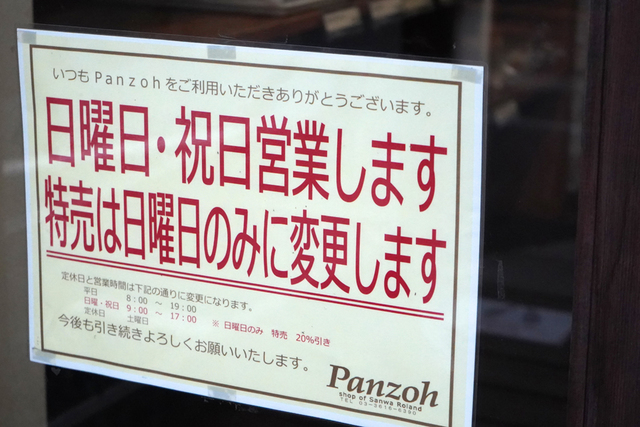 いつもPanzohをご利用いただきありがとうございます。
日曜日・祝日営業します
特売は日曜日のみに変更します
定休日と営業時間は下記の通りに変更になります。
平日 8：00 ～ 19：00
日曜・祝日 9：00 ～ 17：00 ※ 日曜日のみ 特売 20%引き
定休日 土曜日
今後も引き続きよろしくお願いいたします。
Panzoh
shop of Sanwa Roland
TEL 03-5616-4390